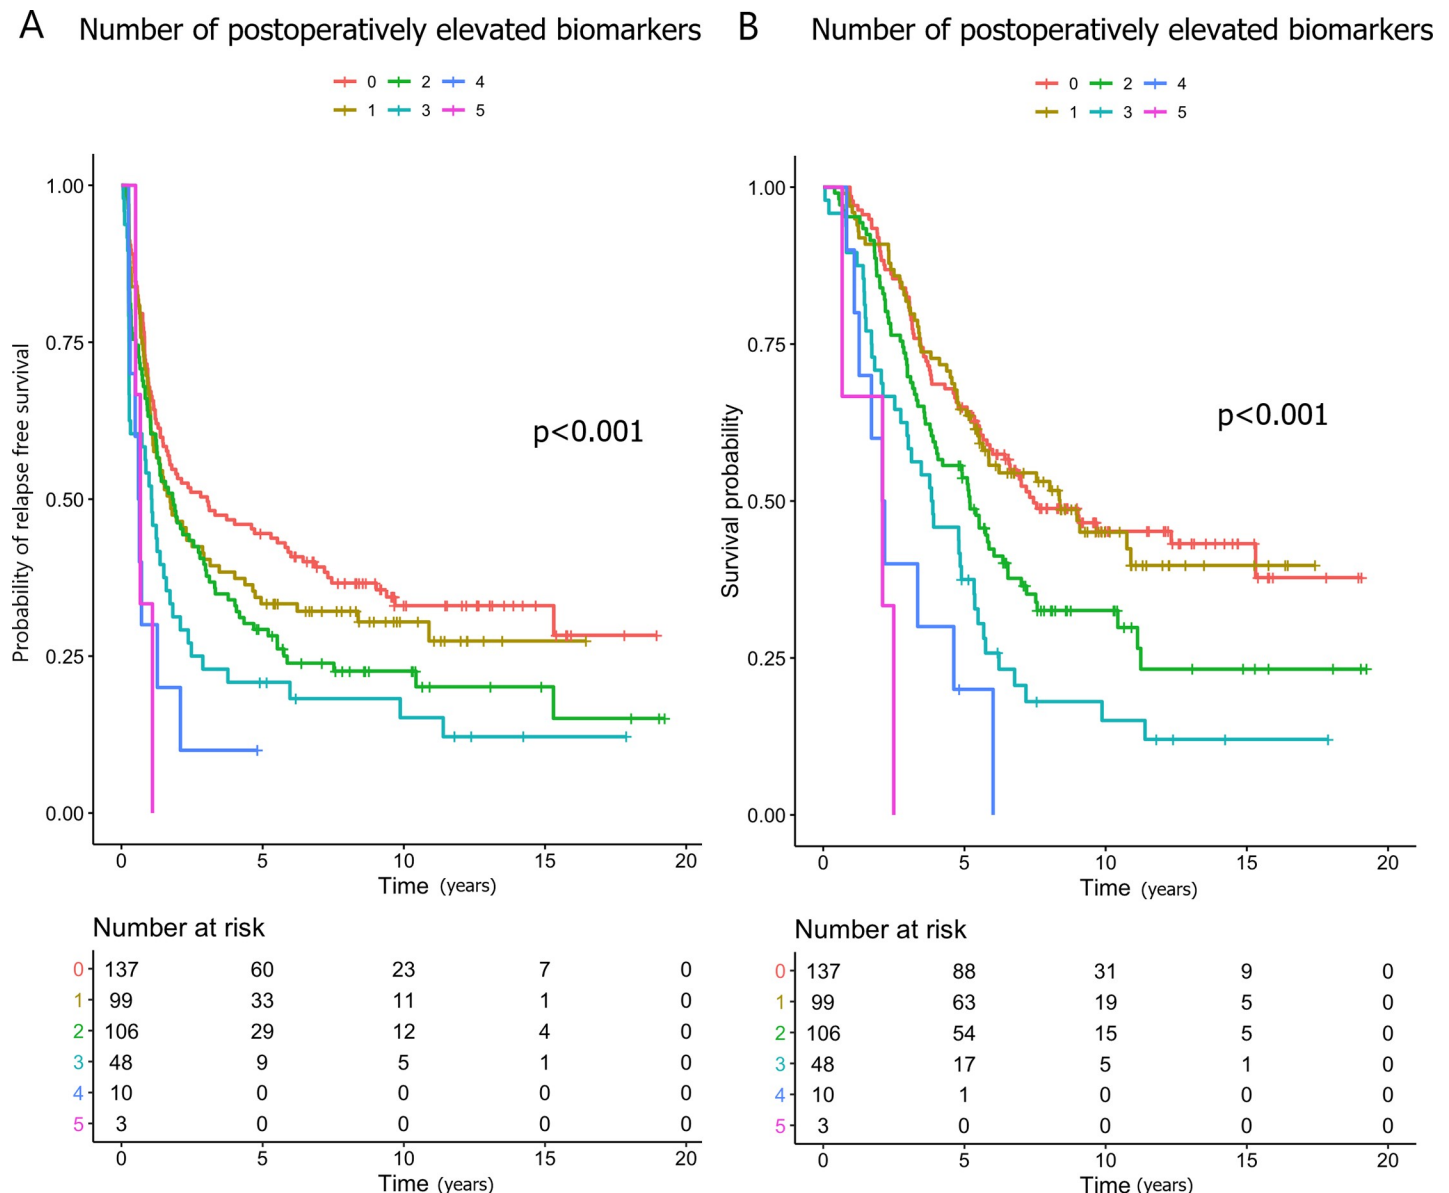 A Number of postoperatively elevated biomarkers
0 2 4
1 3 5
1.00
0.75
0.50
0.25
0.00
Probability of relapse free survival
p<0.001
0 5 10 15 20
Time (years)
Number at risk
0 137 60 23 7 0
1 99 33 11 1 0
2 106 29 12 4 0
3 48 9 5 1 0
4 10 0 0 0 0
5 3 0 0 0 0
0 5 10 15 20
Time (years)
B Number of postoperatively elevated biomarkers
0 2 4
1 3 5
1.00
0.75
0.50
0.25
0.00
Survival probability
p<0.001
0 5 10 15 20
Time (years)
Number at risk
0 137 88 31 9 0
1 99 63 19 5 0
2 106 54 15 5 0
3 48 17 5 1 0
4 10 1 0 0 0
5 3 0 0 0 0
0 5 10 15 20
Time (years)